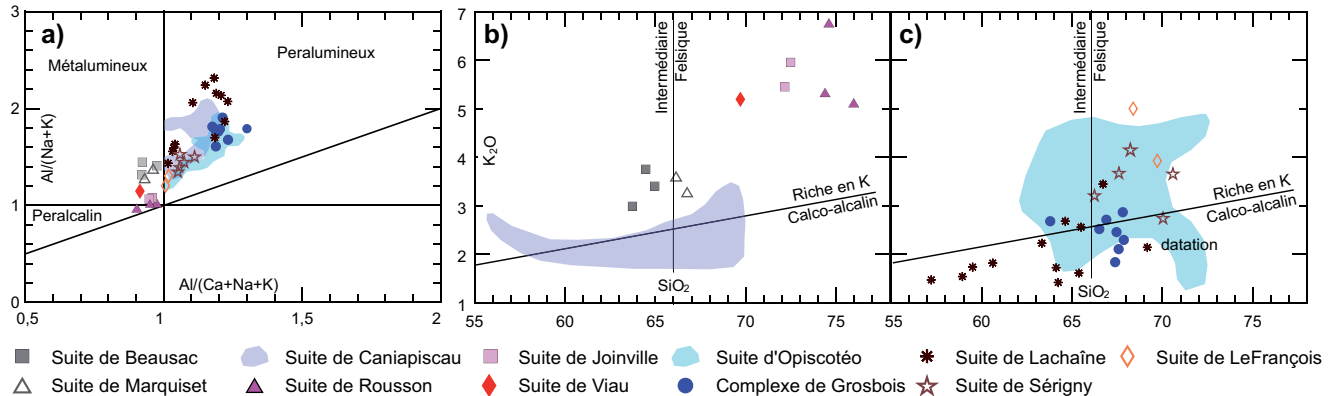 a)
Métalumineux
Peralumineux
Peralcalin
Al/(Na+K)
Al/(Ca+Na+K)
3
2
1
0
0,5
1
1,5
2
b)
Intermédiaire
Felsique
K₂O
Riche en K
Calco-alcalin
SiO₂
7
6
5
4
3
2
1
55
60
65
70
75
c)
Intermédiaire
Felsique
Riche en K
Calco-alcalin
datation
SiO₂
60
65
70
75
Suite de Beausac
Suite de Caniapiscau
Suite de Joinville
Suite d'Opiscotéo
Suite de Lachaîne
Suite de LeFrançois
Suite de Marquiset
Suite de Rousson
Suite de Viau
Complexe de Grosbois
Suite de Sérigny